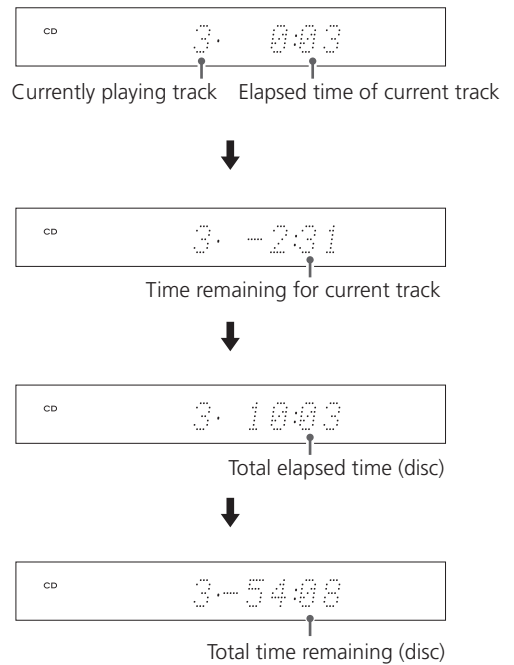 CD 3. 0:03
Currently playing track Elapsed time of current track
CD 3. -2:31
Time remaining for current track
CD 3. 10:03
Total elapsed time (disc)
CD 3.-54:08
Total time remaining (disc)